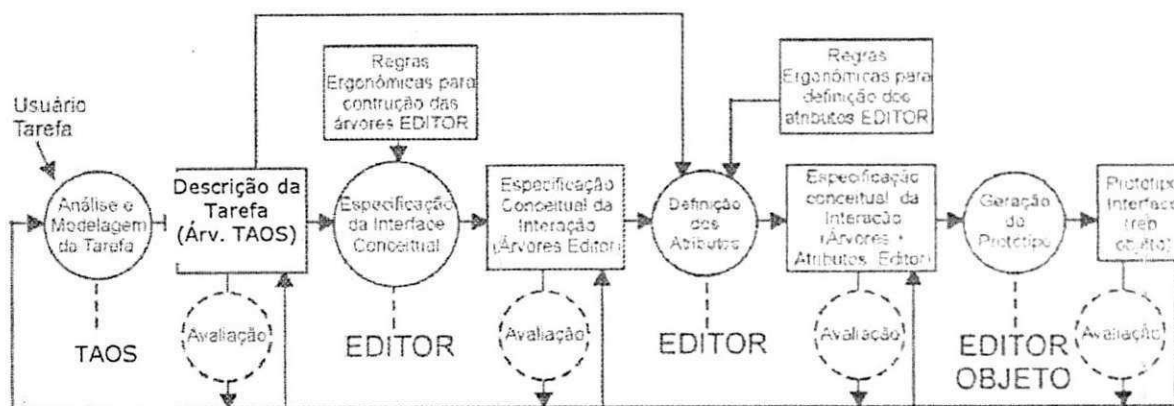 Usuário
Tarefa
Análise e
Modelagem
da Tarefa
TAOS
Descrição da
Tarefa
(Árv. TAOS)
Avaliação
Regras
Ergonômicas para
contrução das
árvores EDITOR
Especificação
da Interface
Conceitual
EDITOR
Especificação
Conceitual da
Interação
(Árvores Editor)
Avaliação
Definição
dos
Atributos
EDITOR
Regras
Ergonômicas para
definição dos
atributos EDITOR
Especificação
conceitual da
Interação
(Árvores +
Atributos Editor)
Avaliação
Geração
do
Protótipo
EDITOR
OBJETO
Protótipo
Interface
objeto)
Avaliação